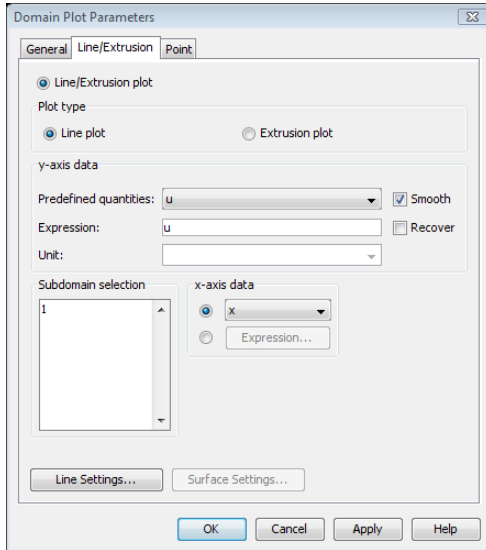 Domain Plot Parameters
General Line/Extrusion Point
Line/Extrusion plot
Plot type
Line plot Extrusion plot
y-axis data
Predefined quantities: u Smooth
Expression: u Recover
Unit:
Subdomain selection x-axis data
1 x
Expression...
Line Settings... Surface Settings...
OK Cancel Apply Help